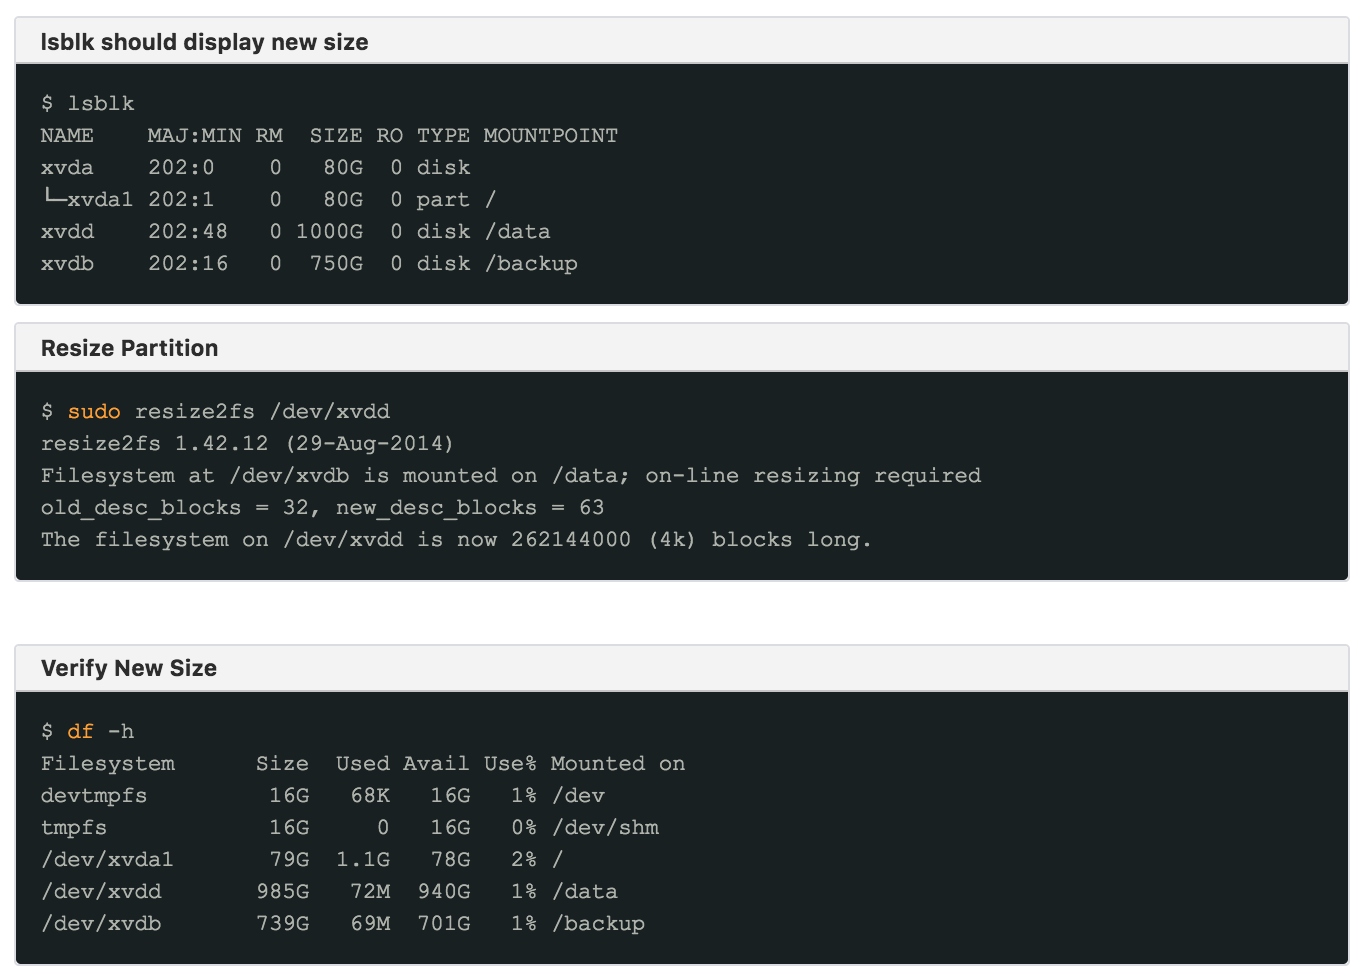 lsblk should display new size
$ lsblk
NAME    MAJ:MIN RM  SIZE RO TYPE MOUNTPOINT
xvda    202:0    0   80G  0 disk
└─xvda1 202:1    0   80G  0 part /
xvdd    202:48   0 1000G  0 disk /data
xvdb    202:16   0  750G  0 disk /backup
Resize Partition
$ sudo resize2fs /dev/xvdd
resize2fs 1.42.12 (29-Aug-2014)
Filesystem at /dev/xvdb is mounted on /data; on-line resizing required
old_desc_blocks = 32, new_desc_blocks = 63
The filesystem on /dev/xvdd is now 262144000 (4k) blocks long.
Verify New Size
$ df -h
Filesystem      Size  Used Avail Use% Mounted on
devtmpfs         16G   68K   16G   1% /dev
tmpfs            16G     0   16G   0% /dev/shm
/dev/xvda1       79G  1.1G   78G   2% /
/dev/xvdd       985G   72M  940G   1% /data
/dev/xvdb       739G   69M  701G   1% /backup